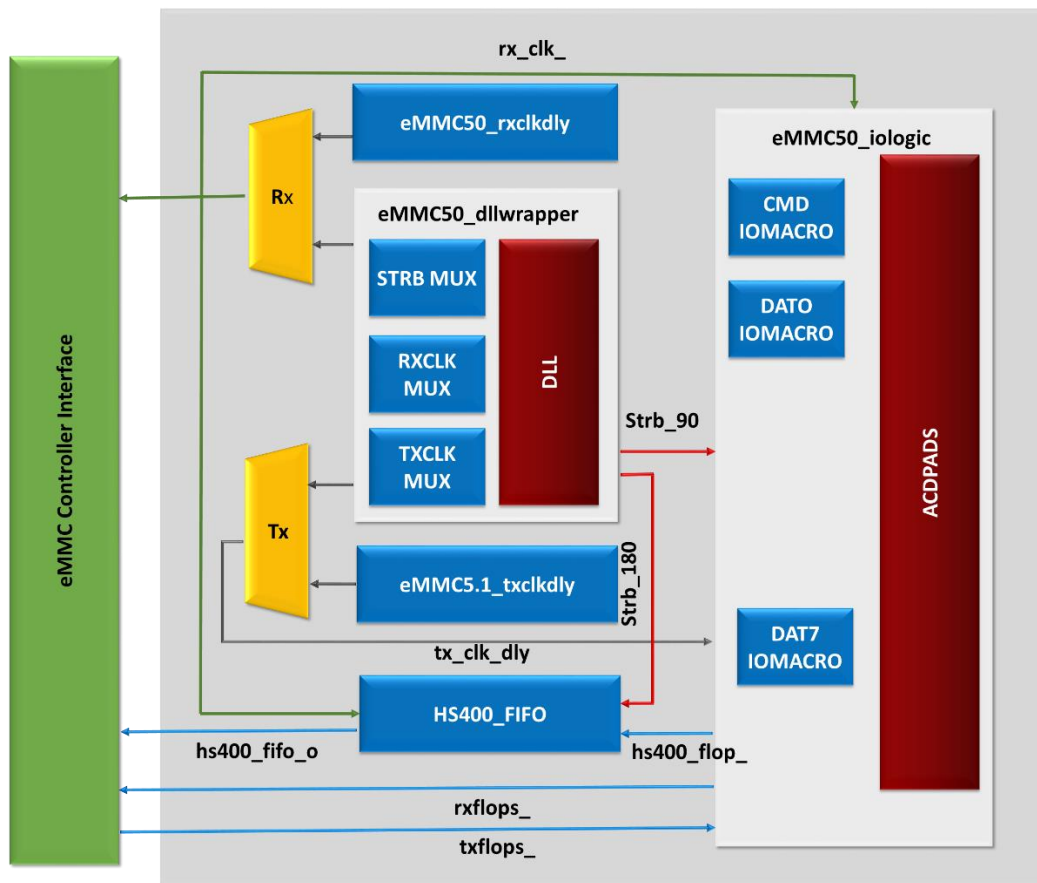 rx_clk_
eMMC Controller Interface
eMMC50_rxclkdly
Rx
eMMC50_dllwrapper
STRB MUX
RXCLK
MUX
TXCLK
MUX
DLL
Tx
eMMC5.1_txclkdly
tx_clk_dly
Strb_90
Strb_180
HS400_FIFO
hs400_fifo_o
hs400_flop_
rxflops_
txflops_
eMMC50_iologic
CMD
IOMACRO
DATO
IOMACRO
DAT7
IOMACRO
ACDPADS